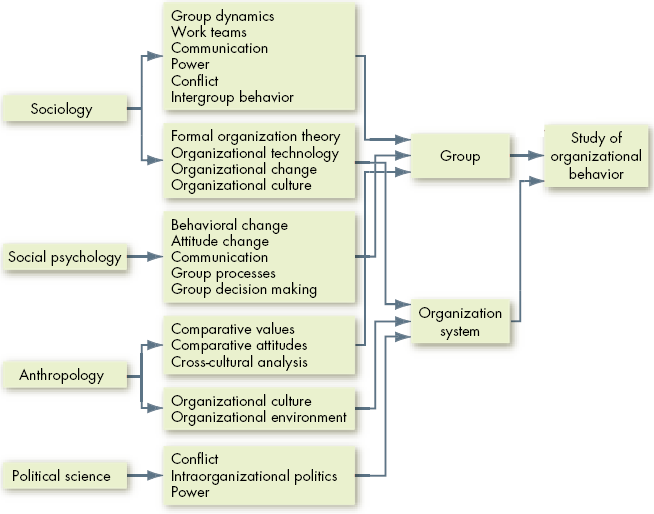 Sociology
Group dynamics
Work teams
Communication
Power
Conflict
Intergroup behavior
Formal organization theory
Organizational technology
Organizational change
Organizational culture
Social psychology
Behavioral change
Attitude change
Communication
Group processes
Group decision making
Anthropology
Comparative values
Comparative attitudes
Cross-cultural analysis
Organizational culture
Organizational environment
Political science
Conflict
Intraorganizational politics
Power
Group
Organization
system
Study of
organizational
behavior